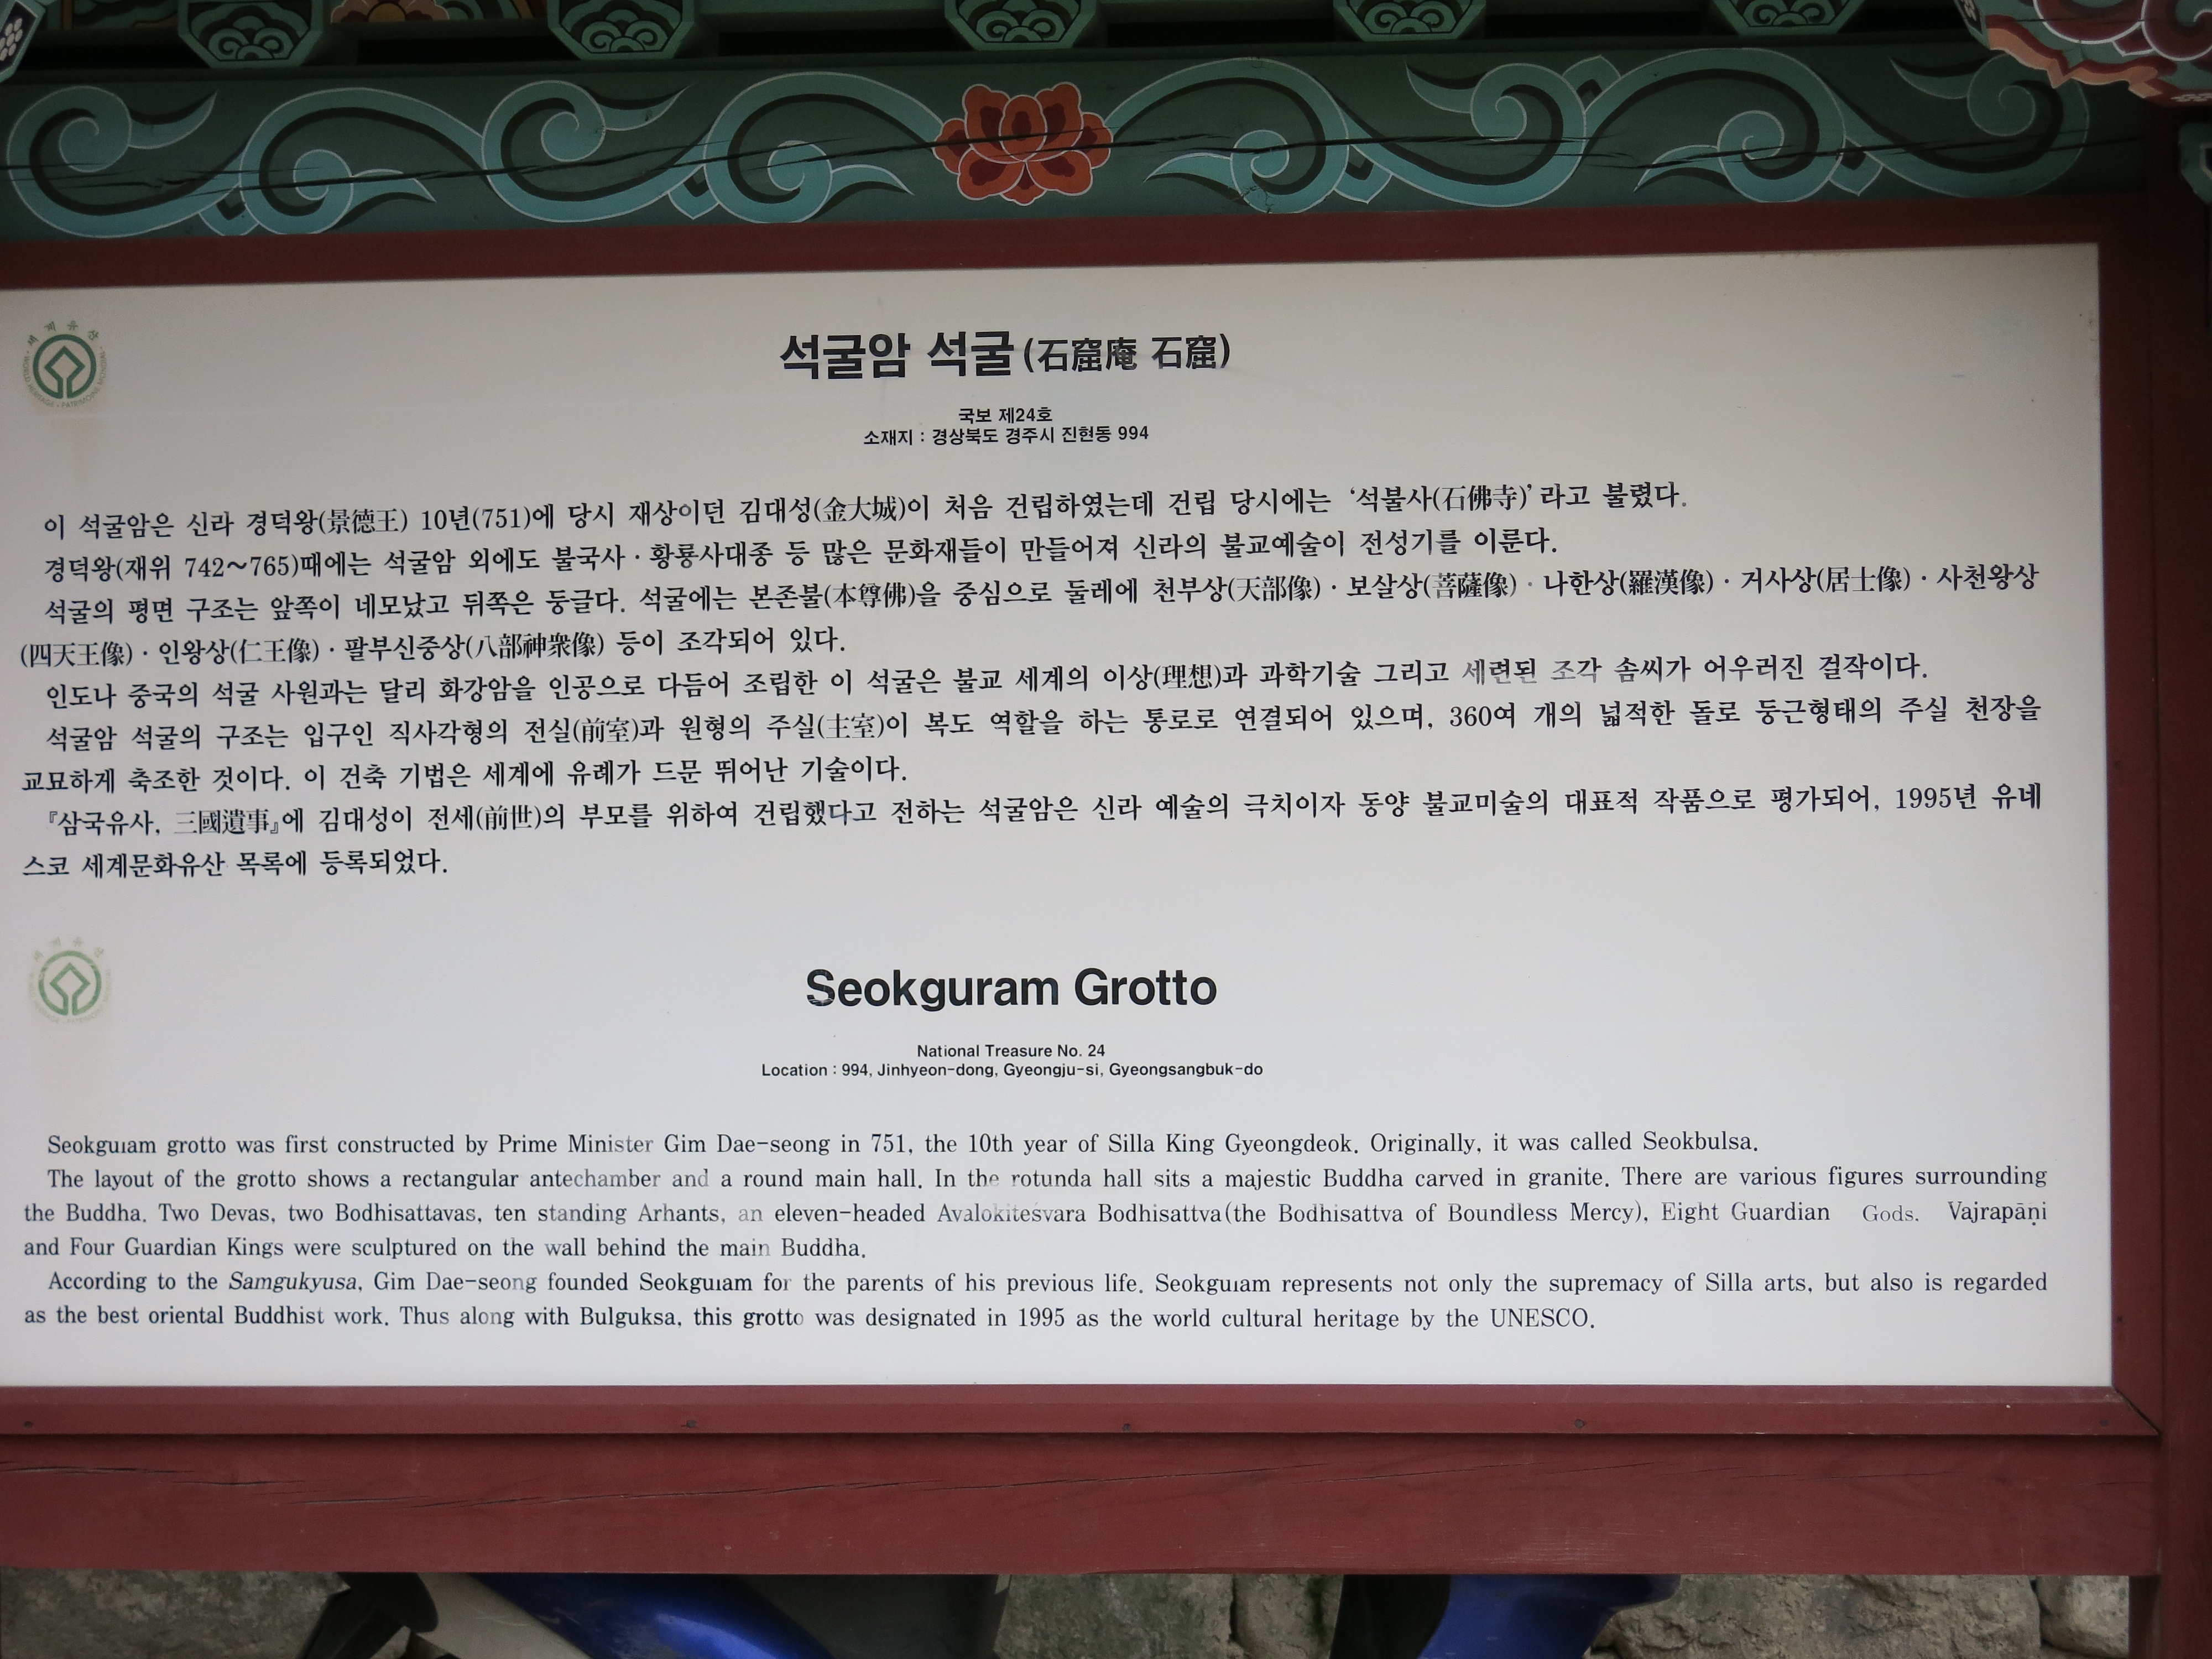 세계유산
WORLD HERITAGE · PATRIMOINE MONDIAL
석굴암 석굴(石窟庵 石窟)
국보 제24호
소재지 : 경상북도 경주시 진현동 994
이 석굴암은 신라 경덕왕(景德王) 10년(751)에 당시 재상이던 김대성(金大城)이 처음 건립하였는데 건립 당시에는 ‘석불사(石佛寺)’라고 불렸다.
경덕왕(재위 742~765)때에는 석굴암 외에도 불국사 · 황룡사대종 등 많은 문화재들이 만들어져 신라의 불교예술이 전성기를 이룬다.
석굴의 평면 구조는 앞쪽이 네모났고 뒤쪽은 둥글다. 석굴에는 본존불(本尊佛)을 중심으로 둘레에 천부상(天部像) · 보살상(菩薩像) · 나한상(羅漢像) · 거사상(居士像) · 사천왕상
(四天王像) · 인왕상(仁王像) · 팔부신중상(八部神衆像) 등이 조각되어 있다.
인도나 중국의 석굴 사원과는 달리 화강암을 인공으로 다듬어 조립한 이 석굴은 불교 세계의 이상(理想)과 과학기술 그리고 세련된 조각 솜씨가 어우러진 걸작이다.
석굴암 석굴의 구조는 입구인 직사각형의 전실(前室)과 원형의 주실(主室)이 복도 역할을 하는 통로로 연결되어 있으며, 360여 개의 넓적한 돌로 둥근형태의 주실 천장을
교묘하게 축조한 것이다. 이 건축 기법은 세계에 유례가 드문 뛰어난 기술이다.
『삼국유사, 三國遺事』에 김대성이 전세(前世)의 부모를 위하여 건립했다고 전하는 석굴암은 신라 예술의 극치이자 동양 불교미술의 대표적 작품으로 평가되어, 1995년 유네
스코 세계문화유산 목록에 등록되었다.
세계유산
Seokguram Grotto
National Treasure No. 24
Location : 994, Jinhyeon-dong, Gyeongju-si, Gyeongsangbuk-do
Seokguram grotto was first constructed by Prime Minister Gim Dae-seong in 751, the 10th year of Silla King Gyeongdeok. Originally, it was called Seokbulsa.
The layout of the grotto shows a rectangular antechamber and a round main hall. In the rotunda hall sits a majestic Buddha carved in granite. There are various figures surrounding
the Buddha. Two Devas, two Bodhisattavas, ten standing Arhants, an eleven-headed Avalokiteśvara Bodhisattva(the Bodhisattva of Boundless Mercy), Eight Guardian Gods. Vajrapāṇi
and Four Guardian Kings were sculptured on the wall behind the main Buddha.
According to the Samgukyusa, Gim Dae-seong founded Seokguram for the parents of his previous life. Seokguram represents not only the supremacy of Silla arts, but also is regarded
as the best oriental Buddhist work. Thus along with Bulguksa, this grotto was designated in 1995 as the world cultural heritage by the UNESCO.